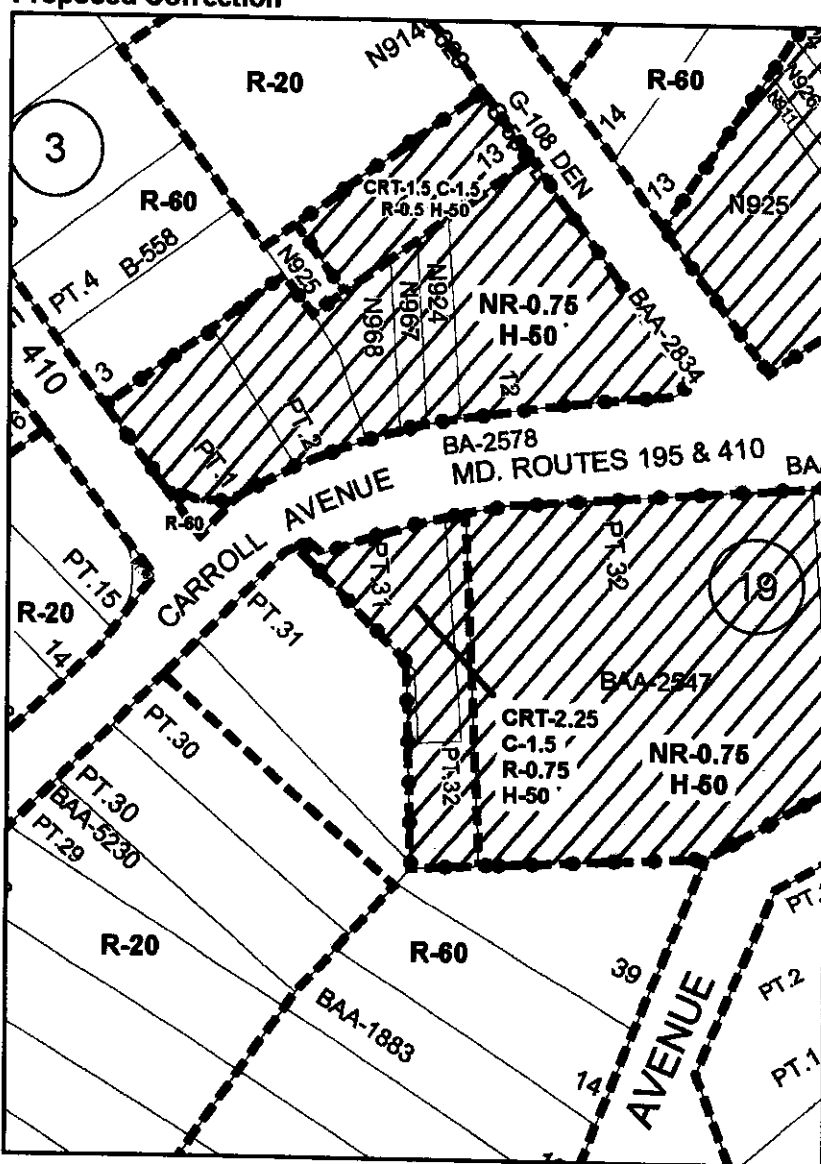 Proposed Correction
R-20
N914
G-108 DEN
R-60
14
N926
N911
3
R-60
B-558
PT.4
13
CRT-1.5, C-1.5,
R-0.5 H-50
13
N925
N925
N968
N967
N924
NR-0.75
H-50
BAA-2834
410
3
PT.1
PT.2
12
BA-2578
MD. ROUTES 195 & 410
BA
R-60
CARROLL AVENUE
6
PT.15
R-20
14
PT.31
PT.31
PT.32
19
BAA-2547
CRT-2.25
C-1.5
R-0.75
H-50
NR-0.75
H-50
PT.32
PT.30
PT.30
BAA-5230
PT.29
R-20
R-60
BAA-1883
39
14
AVENUE
PT.2
PT.1